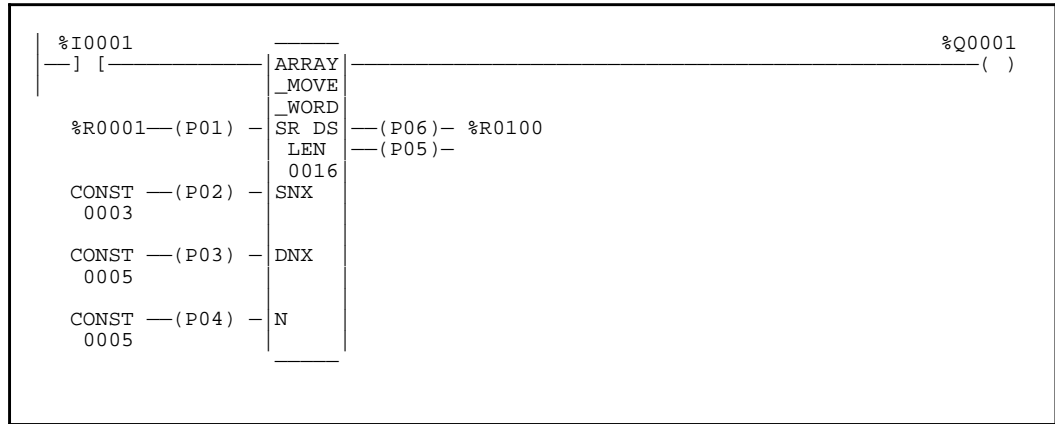 %I0001 %Q0001
] [ ARRAY ( )
_MOVE
_WORD
%R0001 (P01) SR DS (P06) %R0100
LEN (P05)
0016
CONST (P02) SNX
0003
CONST (P03) DNX
0005
CONST (P04) N
0005